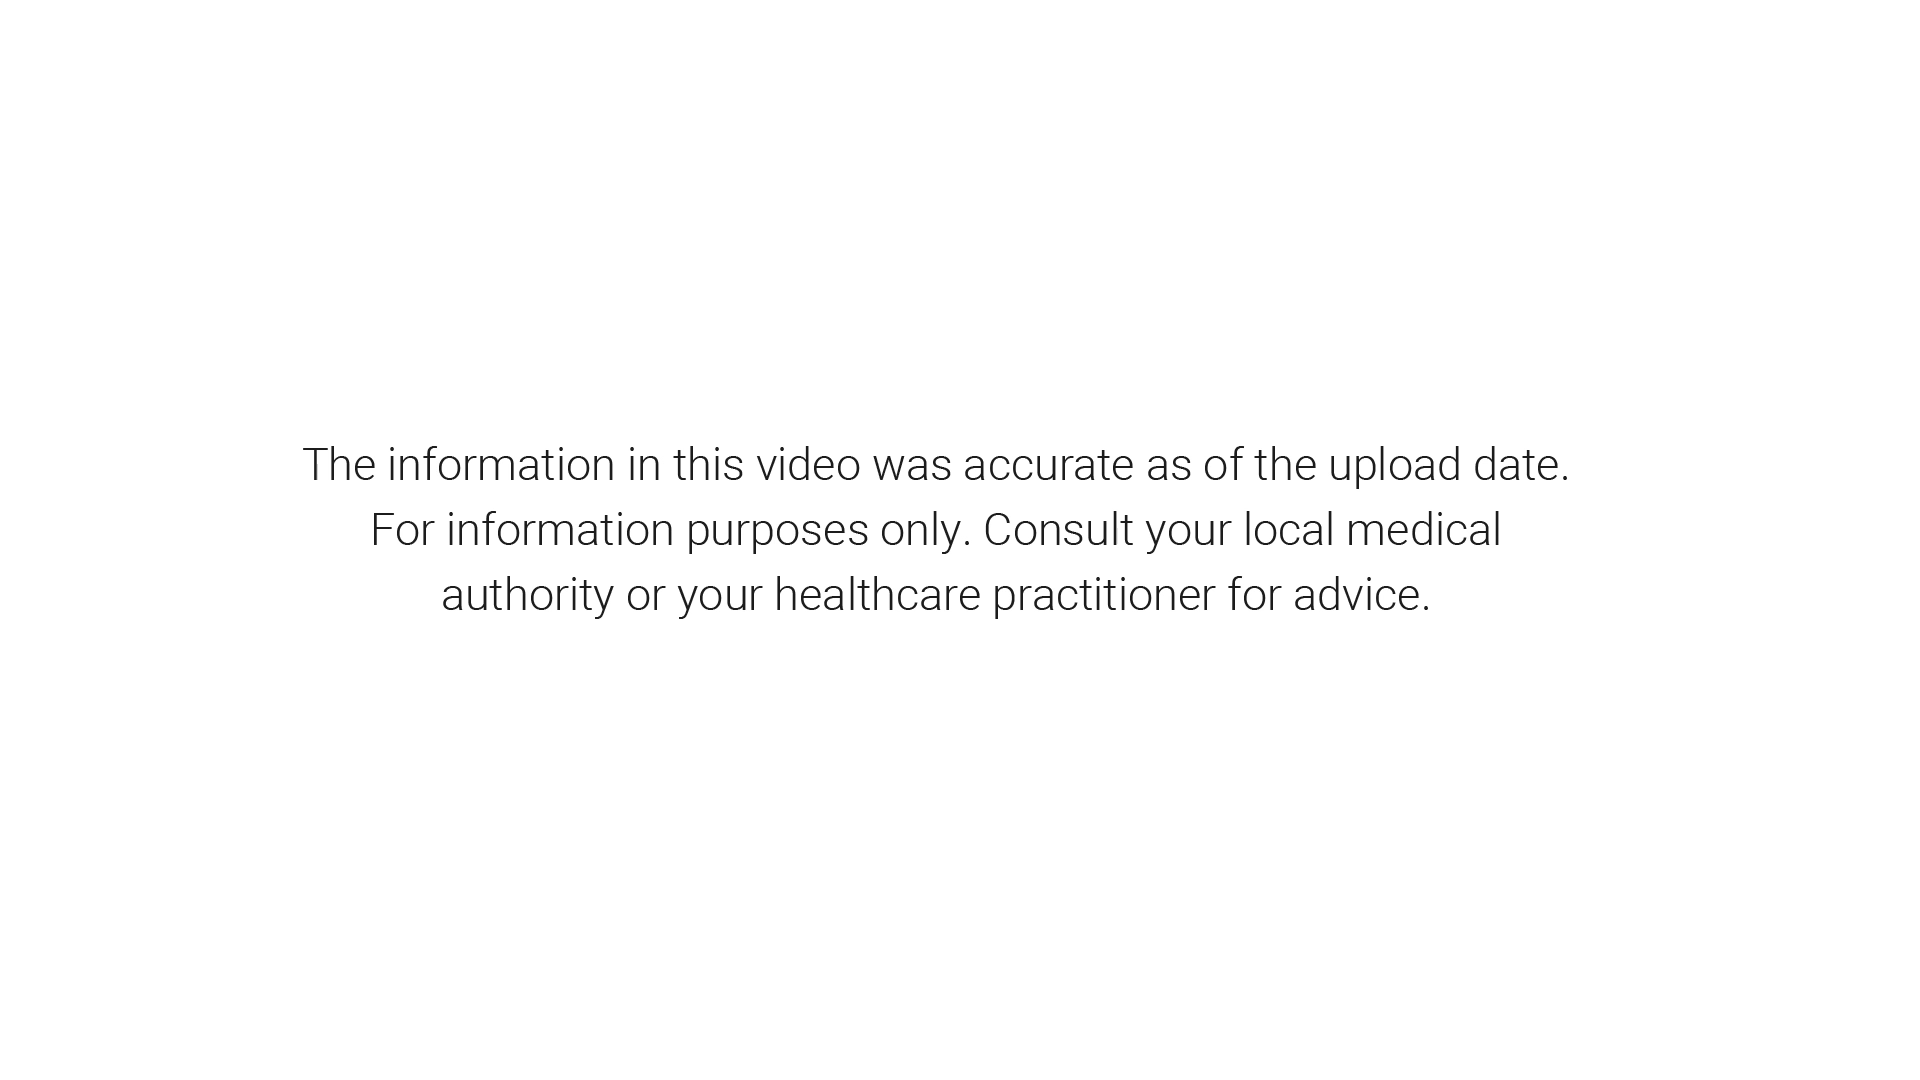 The information in this video was accurate as of the upload date.
For information purposes only. Consult your local medical
authority or your healthcare practitioner for advice.